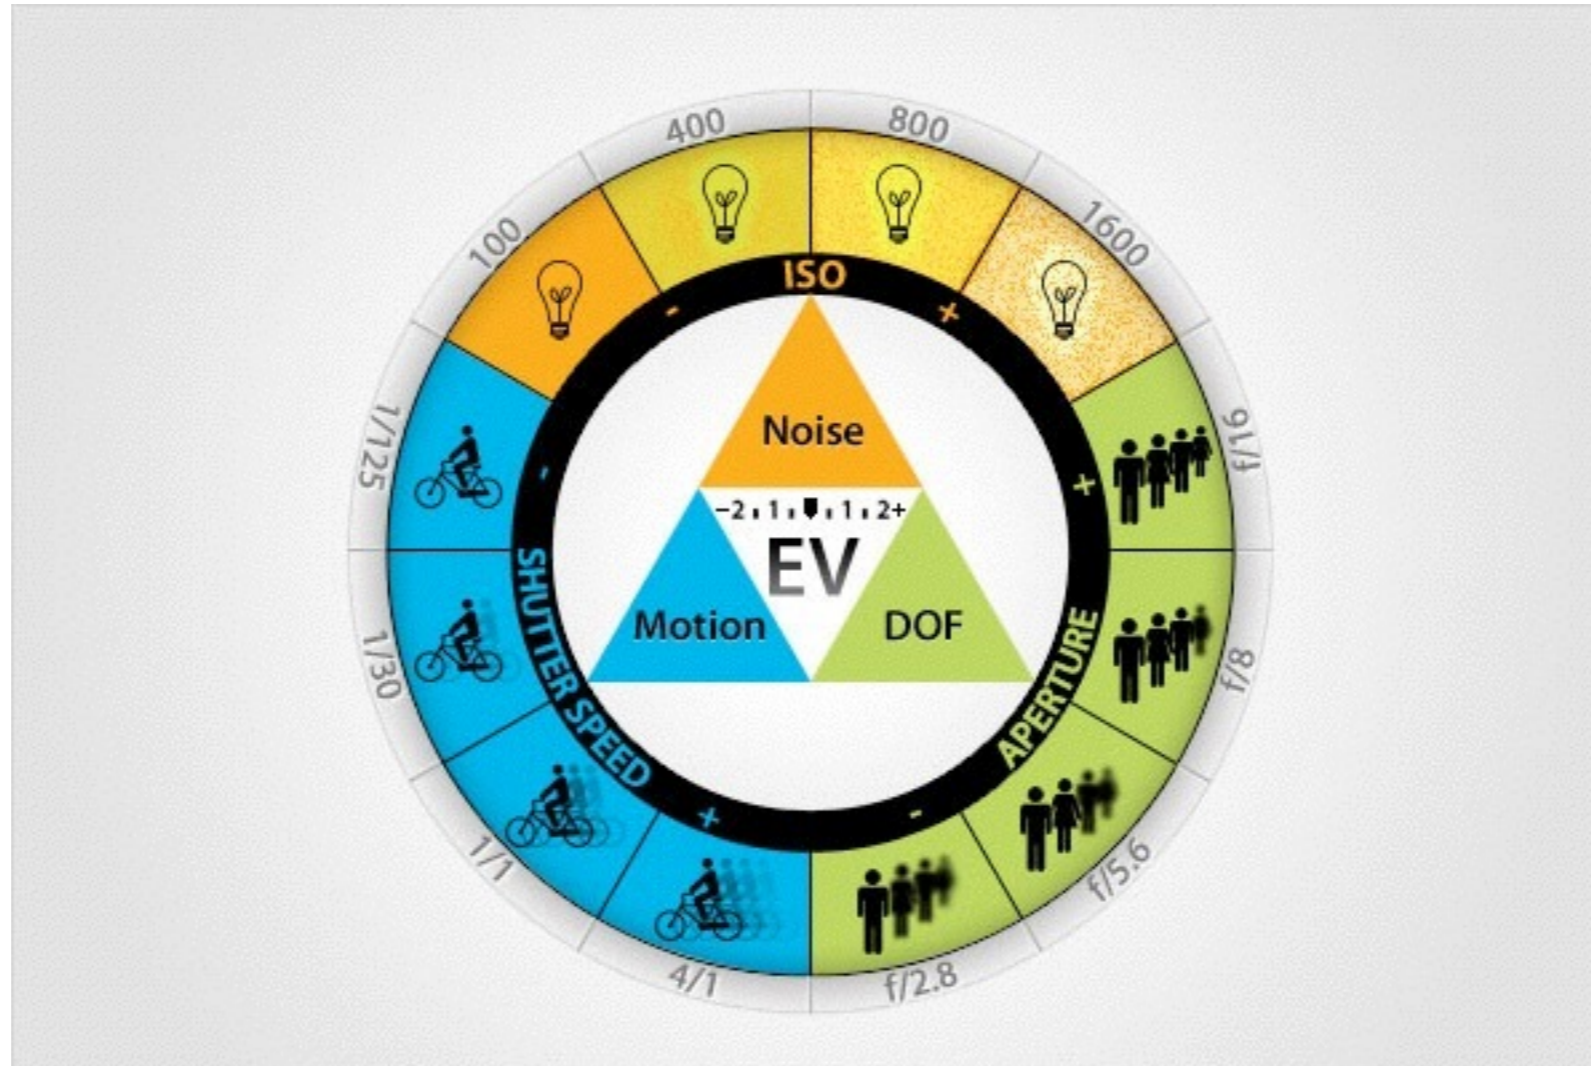 400
800
100
1600
ISO
-
+
1/125
f/16
-
+
Noise
−2 1 1 2+
EV
Motion
DOF
SHUTTER SPEED
APERTURE
1/30
f/8
+
-
1/1
f/5.6
4/1
f/2.8